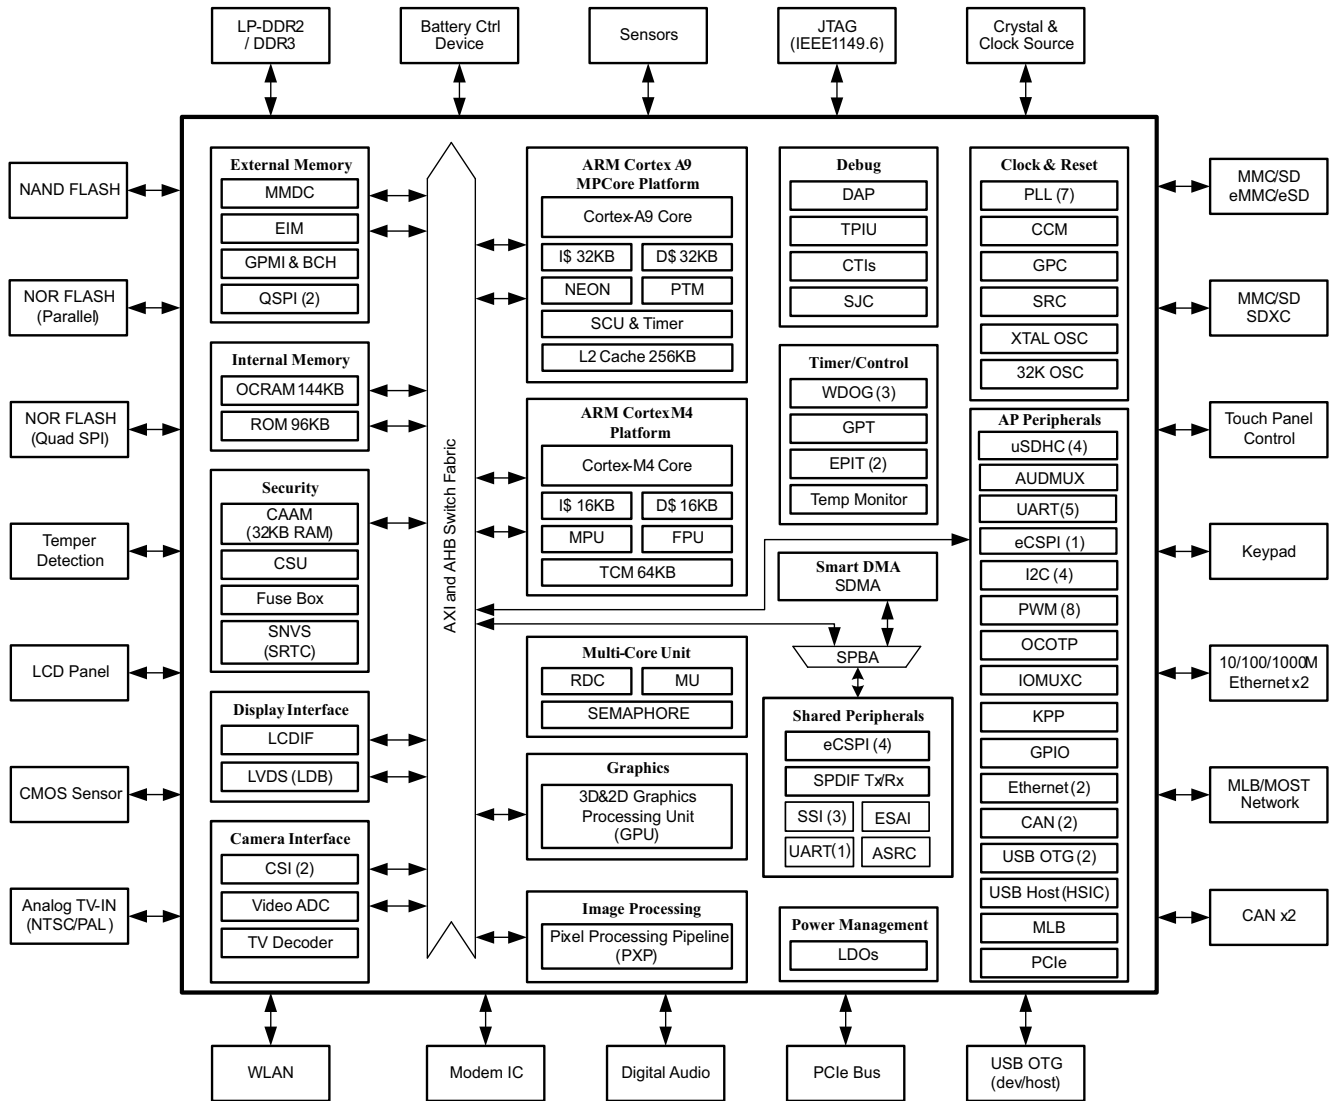 LP-DDR2
/ DDR3
Battery Ctrl
Device
Sensors
JTAG
(IEEE1149.6)
Crystal &
Clock Source
NAND FLASH
NOR FLASH
(Parallel)
NOR FLASH
(Quad SPI)
Temper
Detection
LCD Panel
CMOS Sensor
Analog TV-IN
(NTSC/PAL)
External Memory
MMDC
EIM
GPMI & BCH
QSPI (2)
Internal Memory
OCRAM 144KB
ROM 96KB
Security
CAAM
(32KB RAM)
CSU
Fuse Box
SNVS
(SRTC)
Display Interface
LCDIF
LVDS (LDB)
Camera Interface
CSI (2)
Video ADC
TV Decoder
AXI and AHB Switch Fabric
ARM Cortex A9
MPCore Platform
Cortex-A9 Core
I$ 32KB
D$ 32KB
NEON
PTM
SCU & Timer
L2 Cache 256KB
ARM Cortex M4
Platform
Cortex-M4 Core
I$ 16KB
D$ 16KB
MPU
FPU
TCM 64KB
Multi-Core Unit
RDC
MU
SEMAPHORE
Graphics
3D&2D Graphics
Processing Unit
(GPU)
Image Processing
Pixel Processing Pipeline
(PXP)
Debug
DAP
TPIU
CTIs
SJC
Timer/Control
WDOG (3)
GPT
EPIT (2)
Temp Monitor
Smart DMA
SDMA
SPBA
Shared Peripherals
eCSPI (4)
SPDIF Tx/Rx
SSI (3)
ESAI
UART(1)
ASRC
Power Management
LDOs
Clock & Reset
PLL (7)
CCM
GPC
SRC
XTAL OSC
32K OSC
AP Peripherals
uSDHC (4)
AUDMUX
UART (5)
eCSPI (1)
I2C (4)
PWM (8)
OCOTP
IOMUXC
KPP
GPIO
Ethernet (2)
CAN (2)
USB OTG (2)
USB Host (HSIC)
MLB
PCIe
MMC/SD
eMMC/eSD
MMC/SD
SDXC
Touch Panel
Control
Keypad
10/100/1000M
Ethernet x2
MLB/MOST
Network
CAN x2
WLAN
Modem IC
Digital Audio
PCIe Bus
USB OTG
(dev/host)